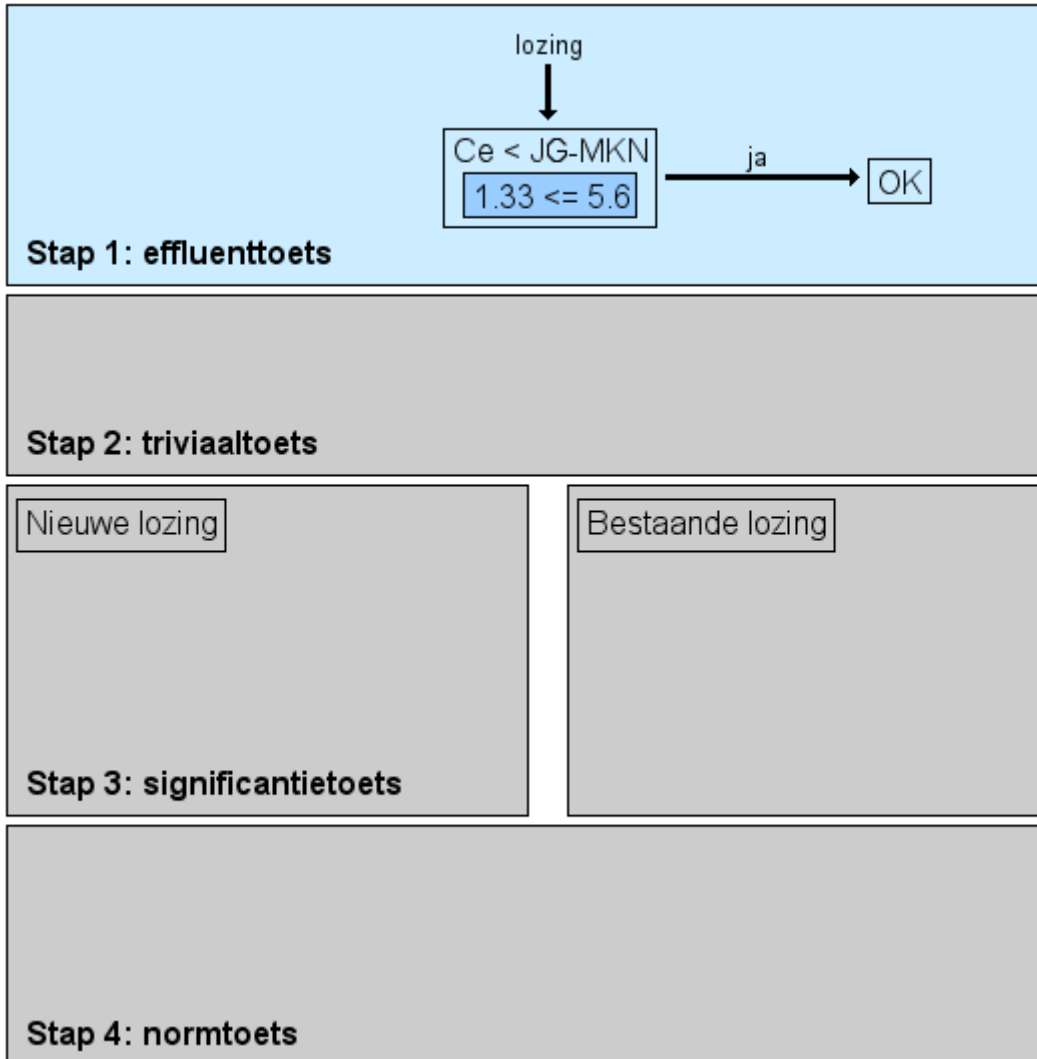 lozing
Ce < JG-MKN
1.33 <= 5.6
ja
OK
Stap 1: effluenttoets
Stap 2: triviaaltoets
Nieuwe lozing
Bestaande lozing
Stap 3: significantietoets
Stap 4: normtoets